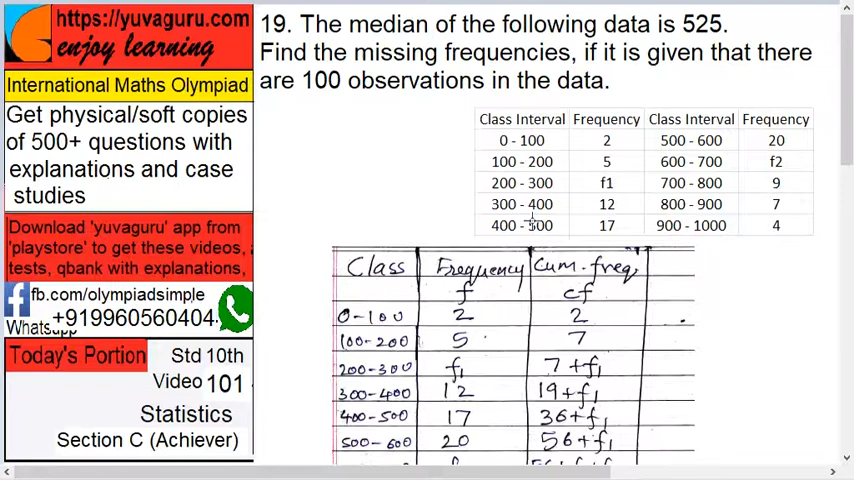 https://yuvaguru.com
enjoy learning
International Maths Olympiad
Get physical/soft copies
of 500+ questions with
explanations and case
studies
Download 'yuvaguru' app from
'playstore' to get these videos,
tests, qbank with explanations,
fb.com/olympiadsimple
Whatsapp +919960560404
Today's Portion Std 10th
Video 101
Statistics
Section C (Achiever)
19. The median of the following data is 525.
Find the missing frequencies, if it is given that there
are 100 observations in the data.
Class Interval Frequency Class Interval Frequency
0 - 100 2 500 - 600 20
100 - 200 5 600 - 700 f2
200 - 300 f1 700 - 800 9
300 - 400 12 800 - 900 7
400 - 500 17 900 - 1000 4
Class Frequency Cum. freq.
f cf
0-100 2 2
100-200 5 7
200-300 f1 7+f1
300-400 12 19+f1
400-500 17 36+f1
500-600 20 56+f1